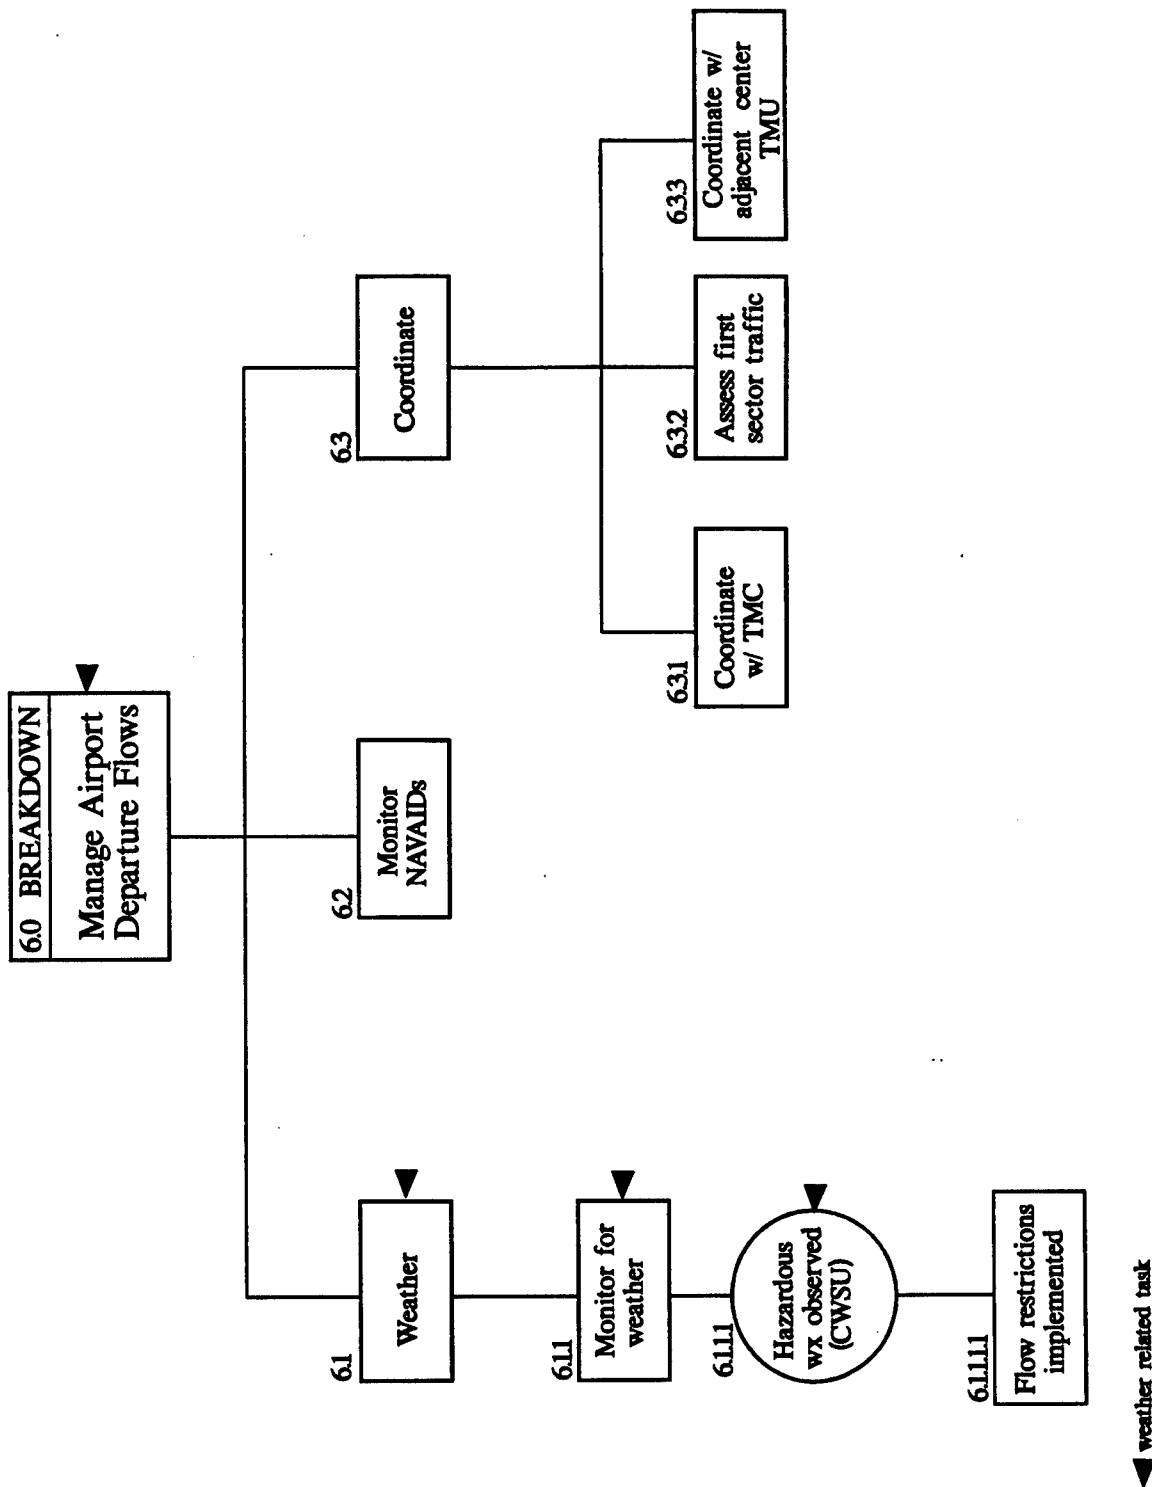 6.0 BREAKDOWN
Manage Airport
Departure Flows
6.1
Weather
6.2
Monitor
NAVAIDs
6.3
Coordinate
6.1.1
Monitor for
weather
6.3.1
Coordinate
w/ TMC
6.3.2
Assess first
sector traffic
6.3.3
Coordinate w/
adjacent center
TMU
6.1.1.1
Hazardous
wx observed
(CWSU)
6.1.1.1.1
Flow restrictions
implemented
weather related task